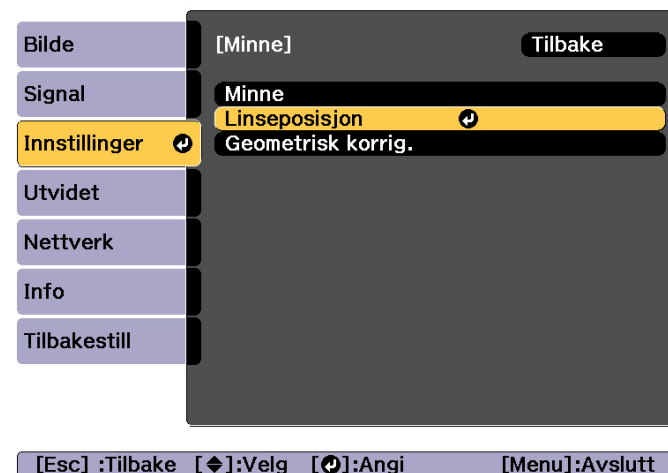 Bilde
Signal
Innstillinger
Utvidet
Nettverk
Info
Tilbakestill
[Minne] Tilbake
Minne
Linseposisjon
Geometrisk korrig.
[Esc] :Tilbake [◆]:Velg [⏎]:Angi [Menu]:Avslutt